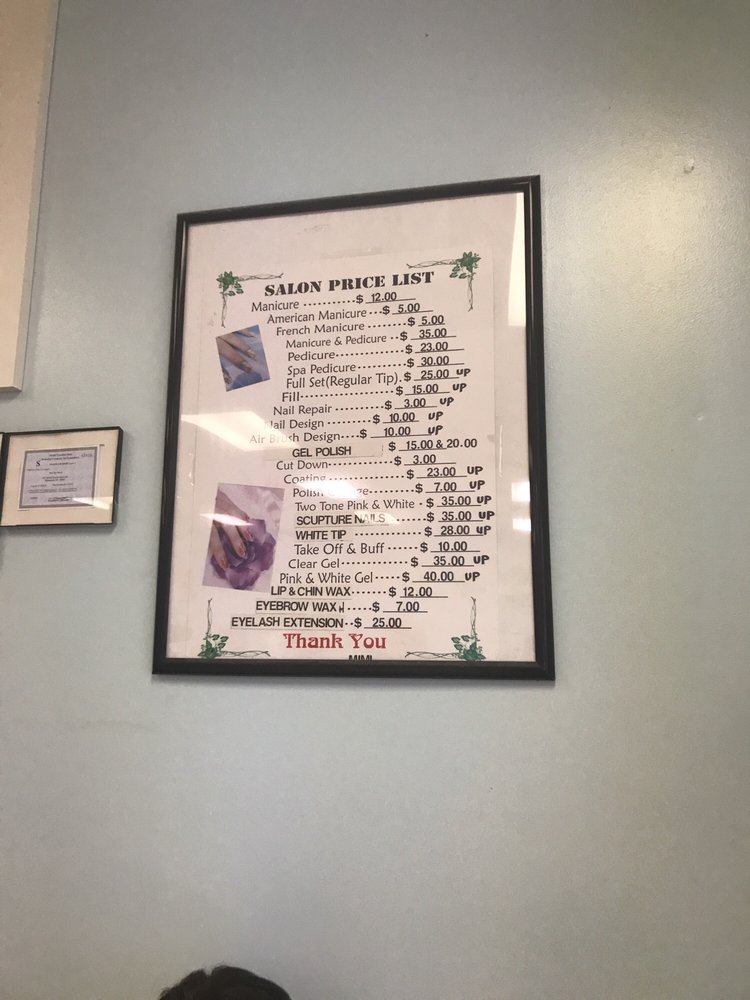 SALON PRICE LIST
Manicure ...........$ 12.00
American Manicure ...$ 5.00
French Manicure ........$ 5.00
Manicure & Pedicure ..$ 35.00
Pedicure..............$ 23.00
Spa Pedicure..........$ 30.00
Full Set(Regular Tip).$ 25.00 UP
Fill....................$ 15.00 UP
Nail Repair ...........$ 3.00 UP
Nail Design ..........$ 10.00 UP
Air Brush Design....$ 10.00 UP
GEL POLISH $ 15.00 & 20.00
Cut Down.............$ 3.00
Coating...............$ 23.00 UP
Polish Change.......$ 7.00 UP
Two Tone Pink & White .$ 35.00 UP
SCUPTURE NAILS .......$ 35.00 UP
WHITE TIP ..............$ 28.00 UP
Take Off & Buff ......$ 10.00
Clear Gel..............$ 35.00 UP
Pink & White Gel.....$ 40.00 UP
LIP & CHIN WAX.......$ 12.00
EYEBROW WAX .....$ 7.00
EYELASH EXTENSION..$ 25.00
Thank You